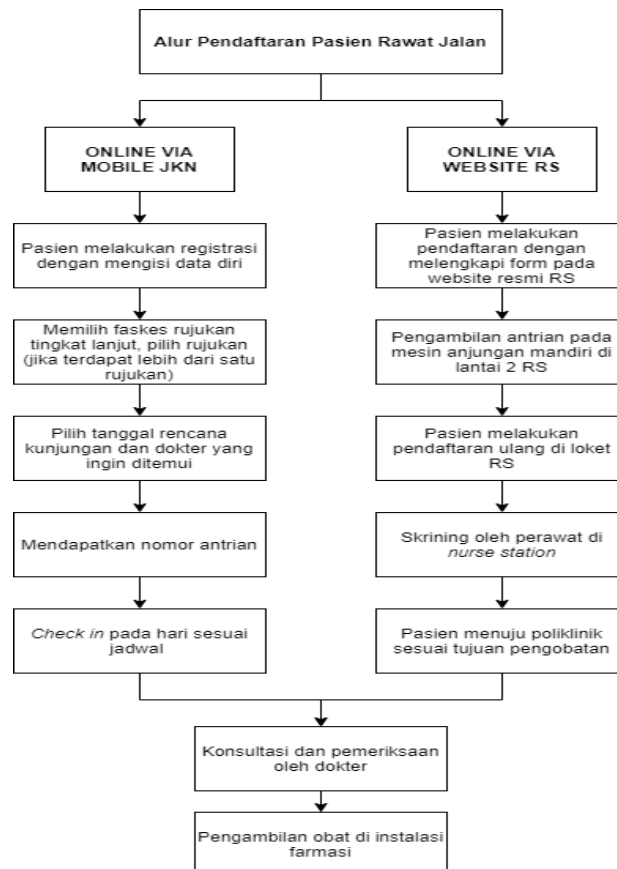 Alur Pendaftaran Pasien Rawat Jalan
ONLINE VIA
MOBILE JKN
Pasien melakukan registrasi
dengan mengisi data diri
Memilih faskes rujukan
tingkat lanjut, pilih rujukan
(jika terdapat lebih dari satu
rujukan)
Pilih tanggal rencana
kunjungan dan dokter yang
ingin ditemui
Mendapatkan nomor antrian
Check in pada hari sesuai
jadwal
ONLINE VIA
WEBSITE RS
Pasien melakukan
pendaftaran dengan
melengkapi form pada
website resmi RS
Pengambilan antrian pada
mesin anjungan mandiri di
lantai 2 RS
Pasien melakukan
pendaftaran ulang di loket
RS
Skrining oleh perawat di
nurse station
Pasien menuju poliklinik
sesuai tujuan pengobatan
Konsultasi dan pemeriksaan
oleh dokter
Pengambilan obat di instalasi
farmasi